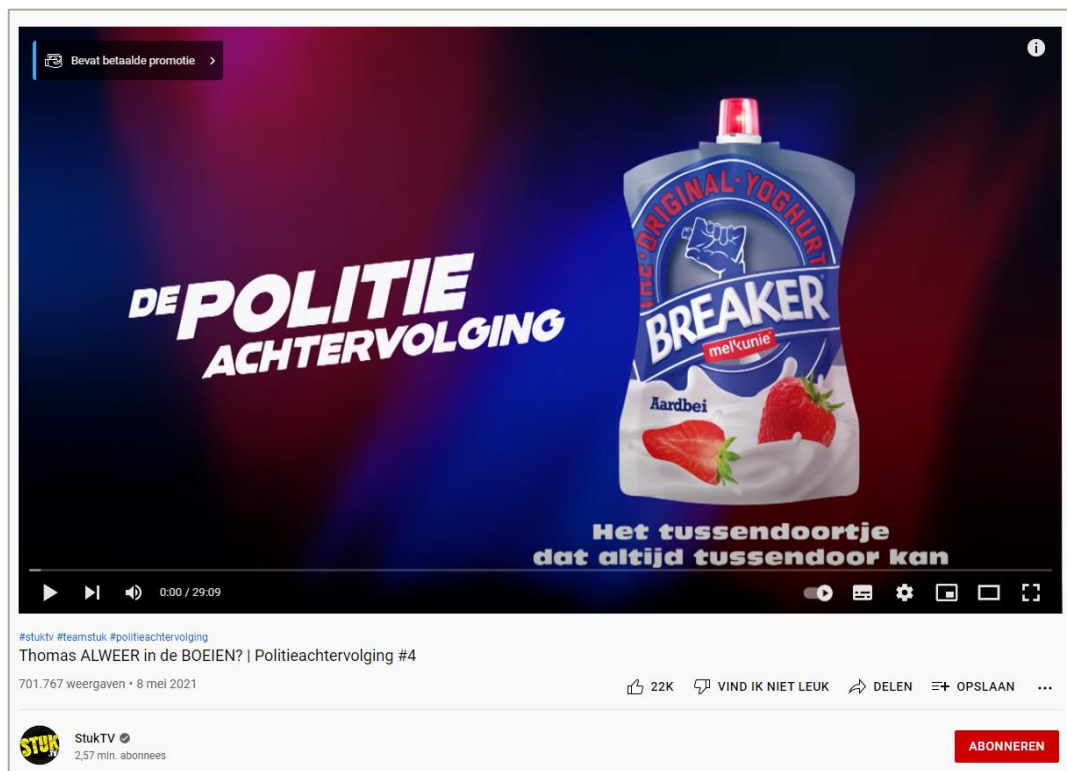 Bevat betaalde promotie
DE POLITIE
ACHTERVOLGING
THE·ORIGINAL·YOGHURT
BREAKER
melkunie
Aardbei
Het tussendoortje
dat altijd tussendoor kan
0:00 / 29:09
#stuktv #teamstuk #politieachtervolging
Thomas ALWEER in de BOEIEN? | Politieachtervolging #4
701.767 weergaven • 8 mei 2021
22K VIND IK NIET LEUK DELEN OPSLAAN
STUK TV
StukTV
2,57 mln. abonnees
ABONNEREN